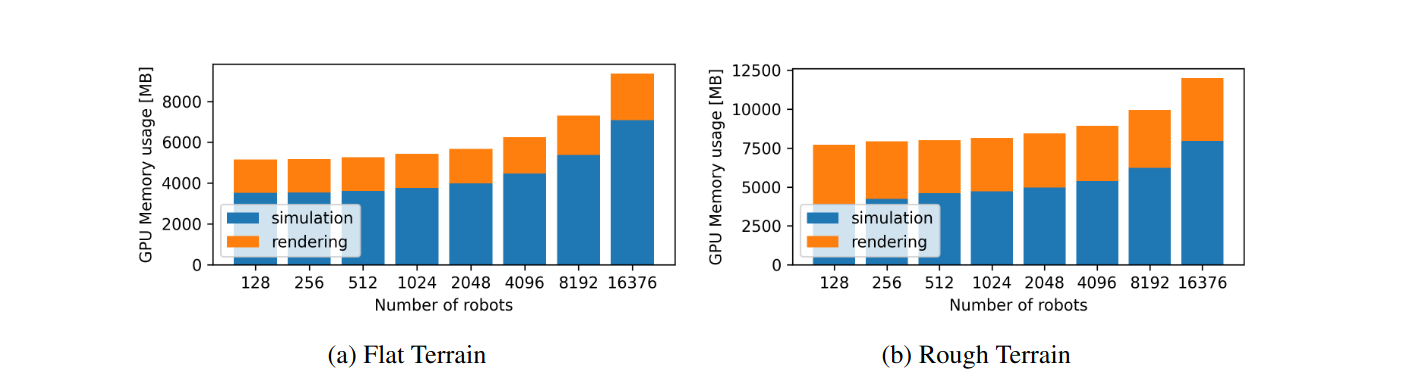 GPU Memory usage [MB]
8000
6000
4000
2000
0
simulation
rendering
128 256 512 1024 2048 4096 8192 16376
Number of robots
(a) Flat Terrain
GPU Memory usage [MB]
12500
10000
7500
5000
2500
0
simulation
rendering
128 256 512 1024 2048 4096 8192 16376
Number of robots
(b) Rough Terrain